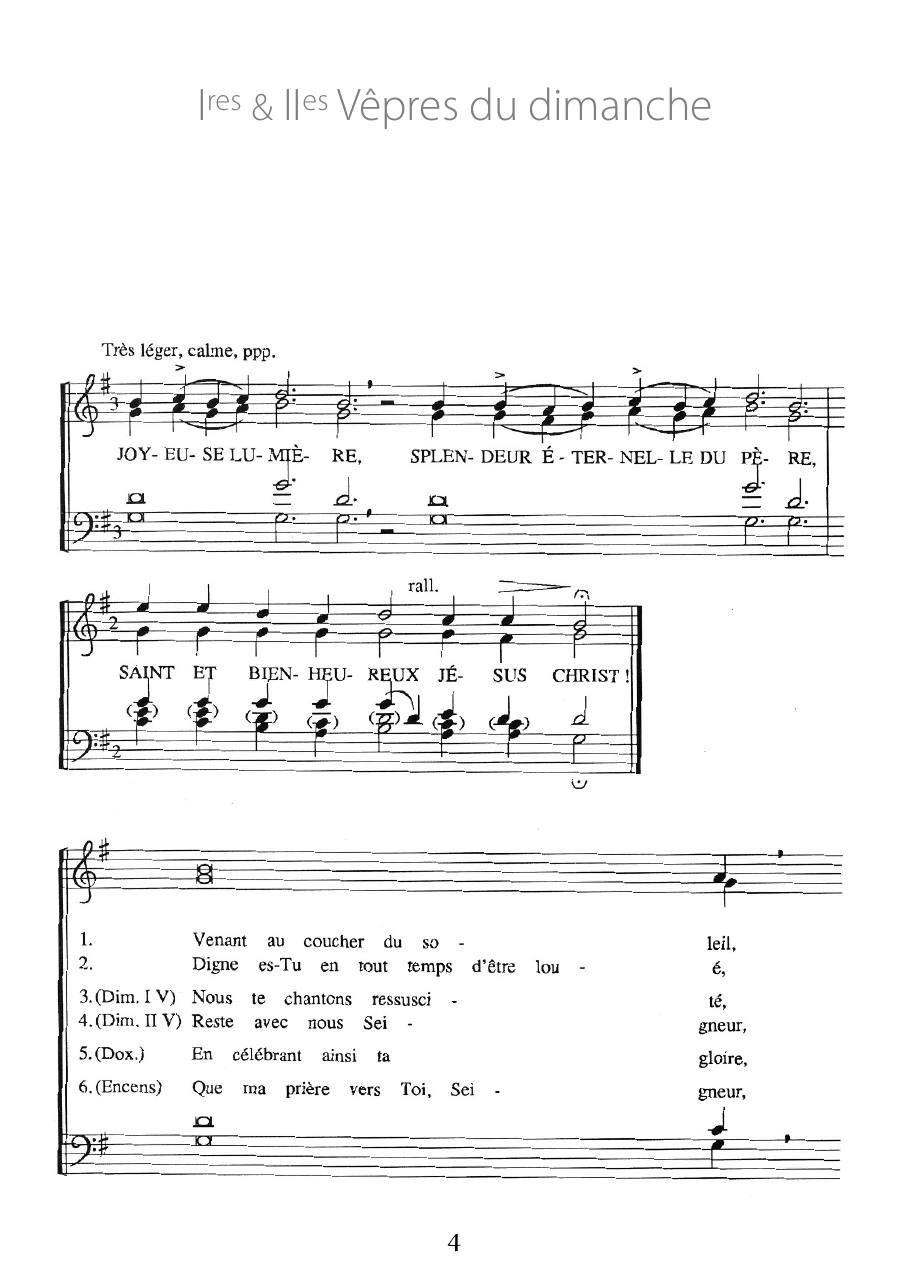 Ires & IIes Vêpres du dimanche
Très léger, calme, ppp.
3
JOY- EU- SE LU- MIÈ- RE, SPLEN- DEUR É- TER- NEL- LE DU PÈ- RE,
3
rall.
2
SAINT ET BIEN- HEU- REUX JÉ- SUS CHRIST !
2
1. Venant au coucher du so - leil,
2. Digne es-Tu en tout temps d'être lou - é,
3.(Dim. I V) Nous te chantons ressusci - té,
4.(Dim. II V) Reste avec nous Sei - gneur,
5.(Dox.) En célébrant ainsi ta gloire,
6.(Encens) Que ma prière vers Toi, Sei - gneur,
4